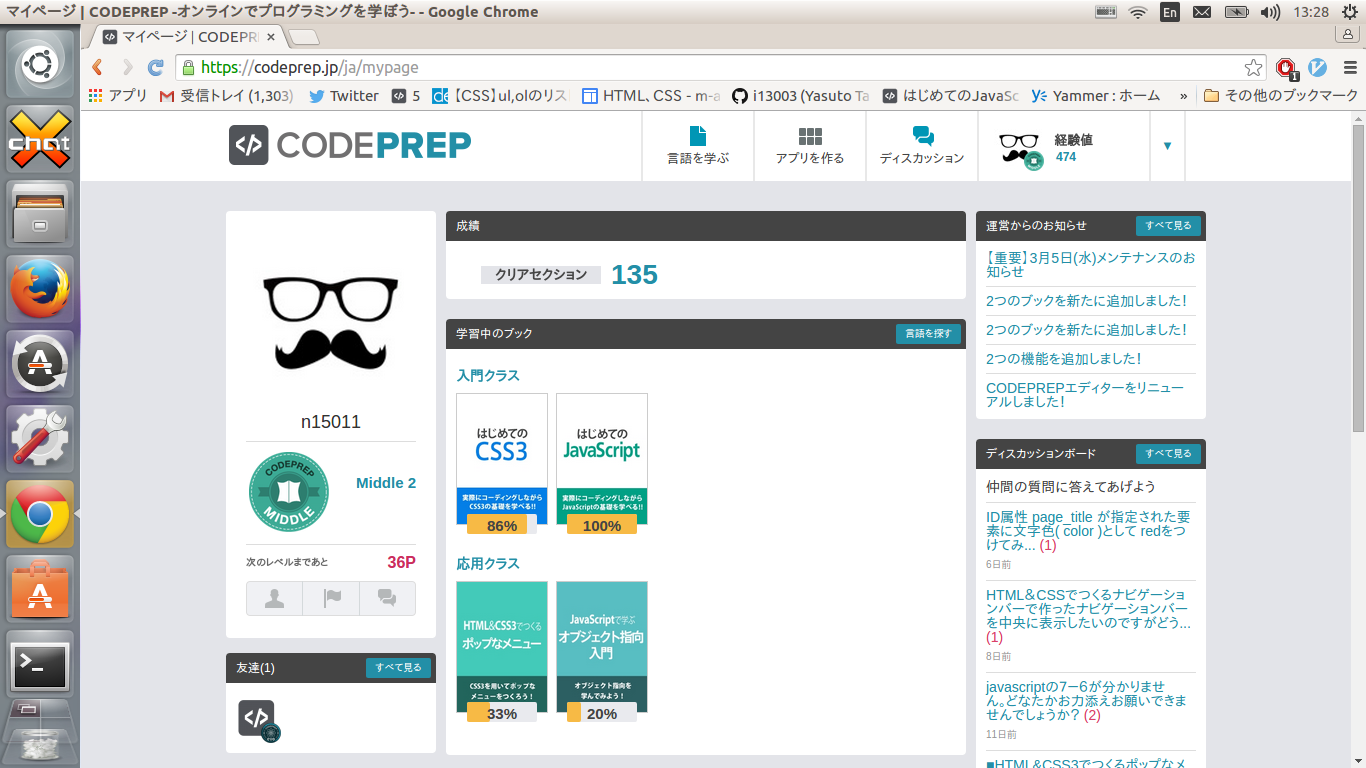 マイページ | CODEPREP -オンラインでプログラミングを学ぼう- - Google Chrome
En
13:28
マイページ | CODEPR
https://codeprep.jp/ja/mypage
1
アプリ
受信トレイ (1,303)
Twitter
5
【CSS】ul,olのリス
HTML、CSS - m-a
i13003 (Yasuto Ta
はじめてのJavaSc
Yammer : ホーム
»
その他のブックマーク
CODEPREP
言語を学ぶ
アプリを作る
ディスカッション
経験値
474
n15011
CODEPREP
MIDDLE
Middle 2
次のレベルまであと
36P
友達(1)
すべて見る
成績
クリアセクション
135
学習中のブック
言語を探す
入門クラス
はじめての
CSS3
実際にコーディングしながら
CSS3の基礎を学べる!!
86%
はじめての
JavaScript
実際にコーディングしながら
JavaScriptの基礎を学べる!!
100%
応用クラス
HTML&CSS3でつくる
ポップなメニュー
CSS3を用いてポップな
メニューをつくろう！
33%
JavaScriptで学ぶ
オブジェクト指向
入門
オブジェクト指向を
学んでみよう！
20%
運営からのお知らせ
すべて見る
【重要】3月5日(水)メンテナンスのお
知らせ
2つのブックを新たに追加しました！
2つのブックを新たに追加しました！
2つの機能を追加しました！
CODEPREPエディターをリニュー
アルしました！
ディスカッションボード
すべて見る
仲間の質問に答えてあげよう
ID属性 page_title が指定された要
素に文字色( color )として redをつ
けてみ... (1)
6日前
HTML＆CSSでつくるナビゲーショ
ンバーで作ったナビゲーションバー
を中央に表示したいのですがどう...
(1)
8日前
javascriptの７－６が分かりませ
ん。どなたかお力添えお願いできま
せんでしょうか？ (2)
11日前
■HTML&CSS3でつくるポップなメ
xchat